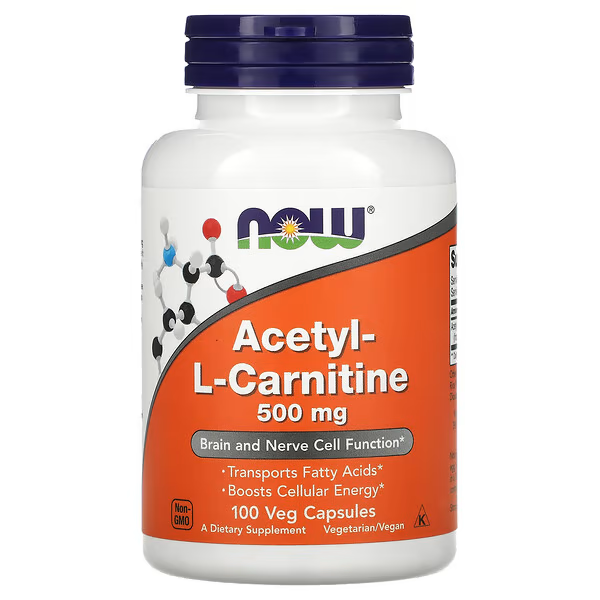 NOW®
Acetyl-
L-Carnitine
500 mg
Brain and Nerve Cell Function*
• Transports Fatty Acids*
• Boosts Cellular Energy*
100 Veg Capsules
Non-
GMO
A Dietary Supplement Vegetarian/Vegan
K